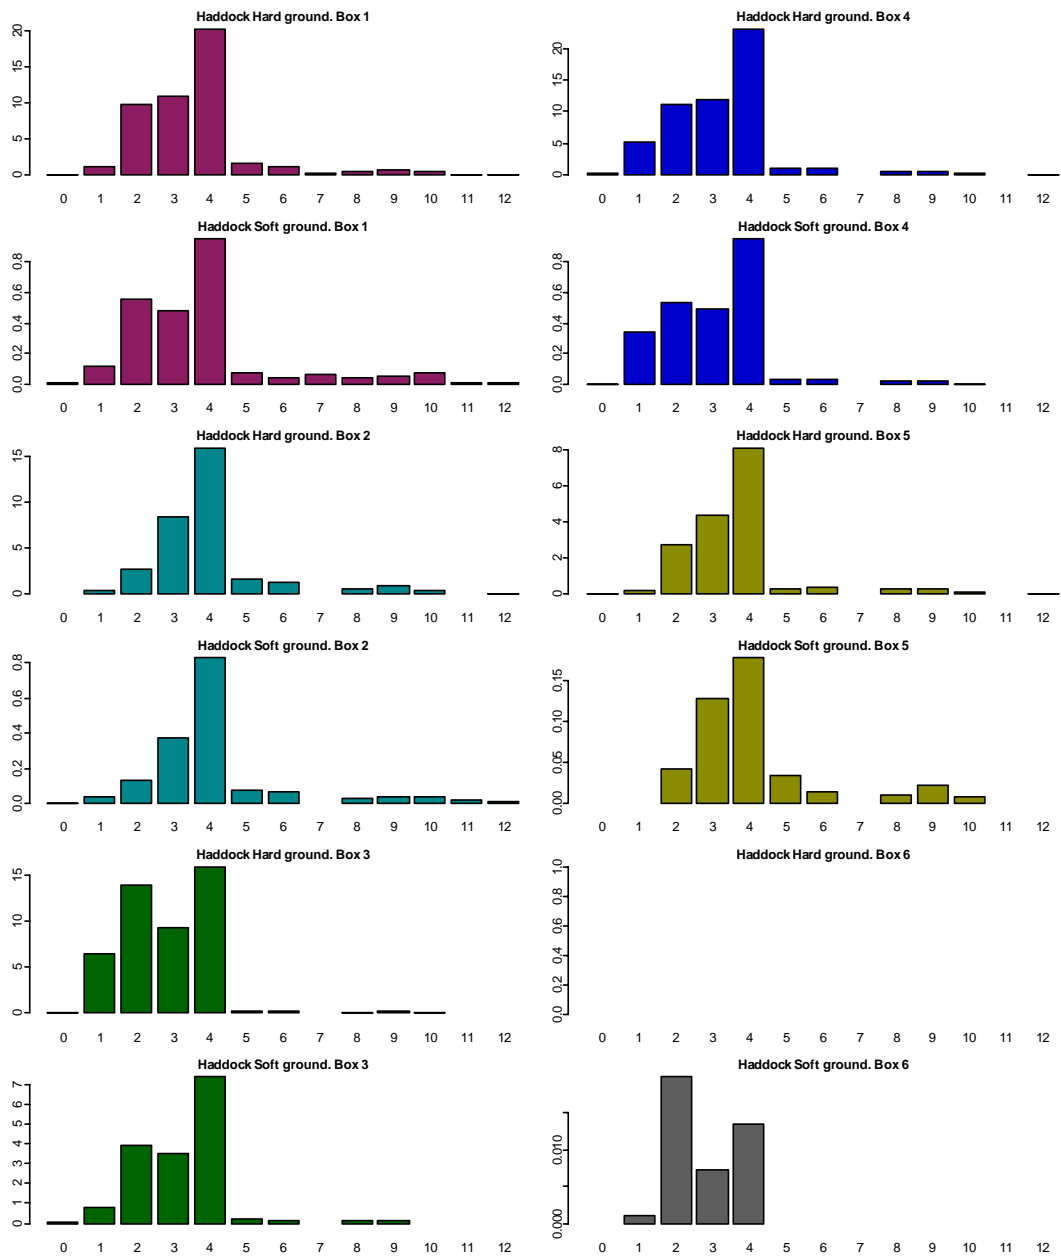 Haddock Hard ground. Box 1
20
15
10
5
0
0 1 2 3 4 5 6 7 8 9 10 11 12
Haddock Hard ground. Box 4
20
15
10
5
0
0 1 2 3 4 5 6 7 8 9 10 11 12
Haddock Soft ground. Box 1
0.8
0.6
0.4
0.2
0.0
0 1 2 3 4 5 6 7 8 9 10 11 12
Haddock Soft ground. Box 4
0.8
0.6
0.4
0.2
0.0
0 1 2 3 4 5 6 7 8 9 10 11 12
Haddock Hard ground. Box 2
15
10
5
0
0 1 2 3 4 5 6 7 8 9 10 11 12
Haddock Hard ground. Box 5
8
6
4
2
0
0 1 2 3 4 5 6 7 8 9 10 11 12
Haddock Soft ground. Box 2
0.8
0.6
0.4
0.2
0.0
0 1 2 3 4 5 6 7 8 9 10 11 12
Haddock Soft ground. Box 5
0.15
0.10
0.05
0.00
0 1 2 3 4 5 6 7 8 9 10 11 12
Haddock Hard ground. Box 3
15
10
5
0
0 1 2 3 4 5 6 7 8 9 10 11 12
Haddock Hard ground. Box 6
1.0
0.8
0.6
0.4
0.2
0.0
0 1 2 3 4 5 6 7 8 9 10 11 12
Haddock Soft ground. Box 3
7
6
5
4
3
2
1
0
0 1 2 3 4 5 6 7 8 9 10 11 12
Haddock Soft ground. Box 6
0.010
0.000
0 1 2 3 4 5 6 7 8 9 10 11 12